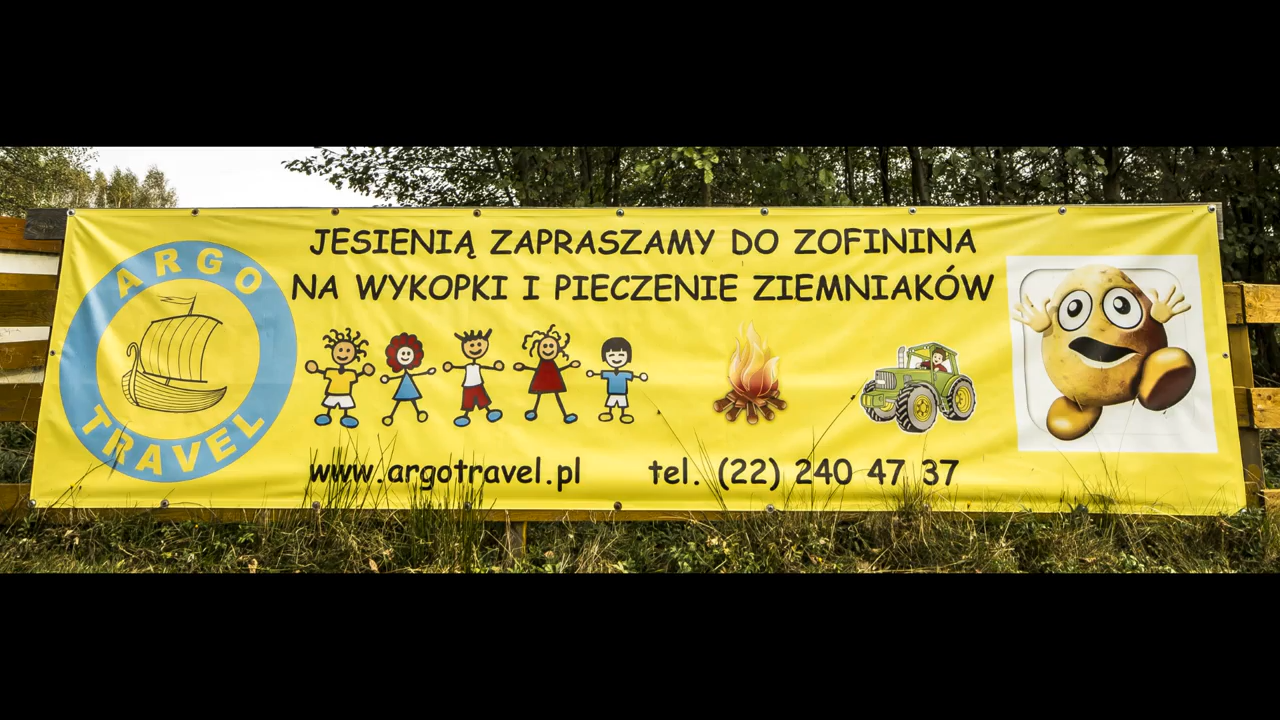 ARGO
TRAVEL
JESIENIĄ ZAPRASZAMY DO ZOFININA
NA WYKOPKI I PIECZENIE ZIEMNIAKÓW
www.argotravel.pl tel. (22) 240 47 37